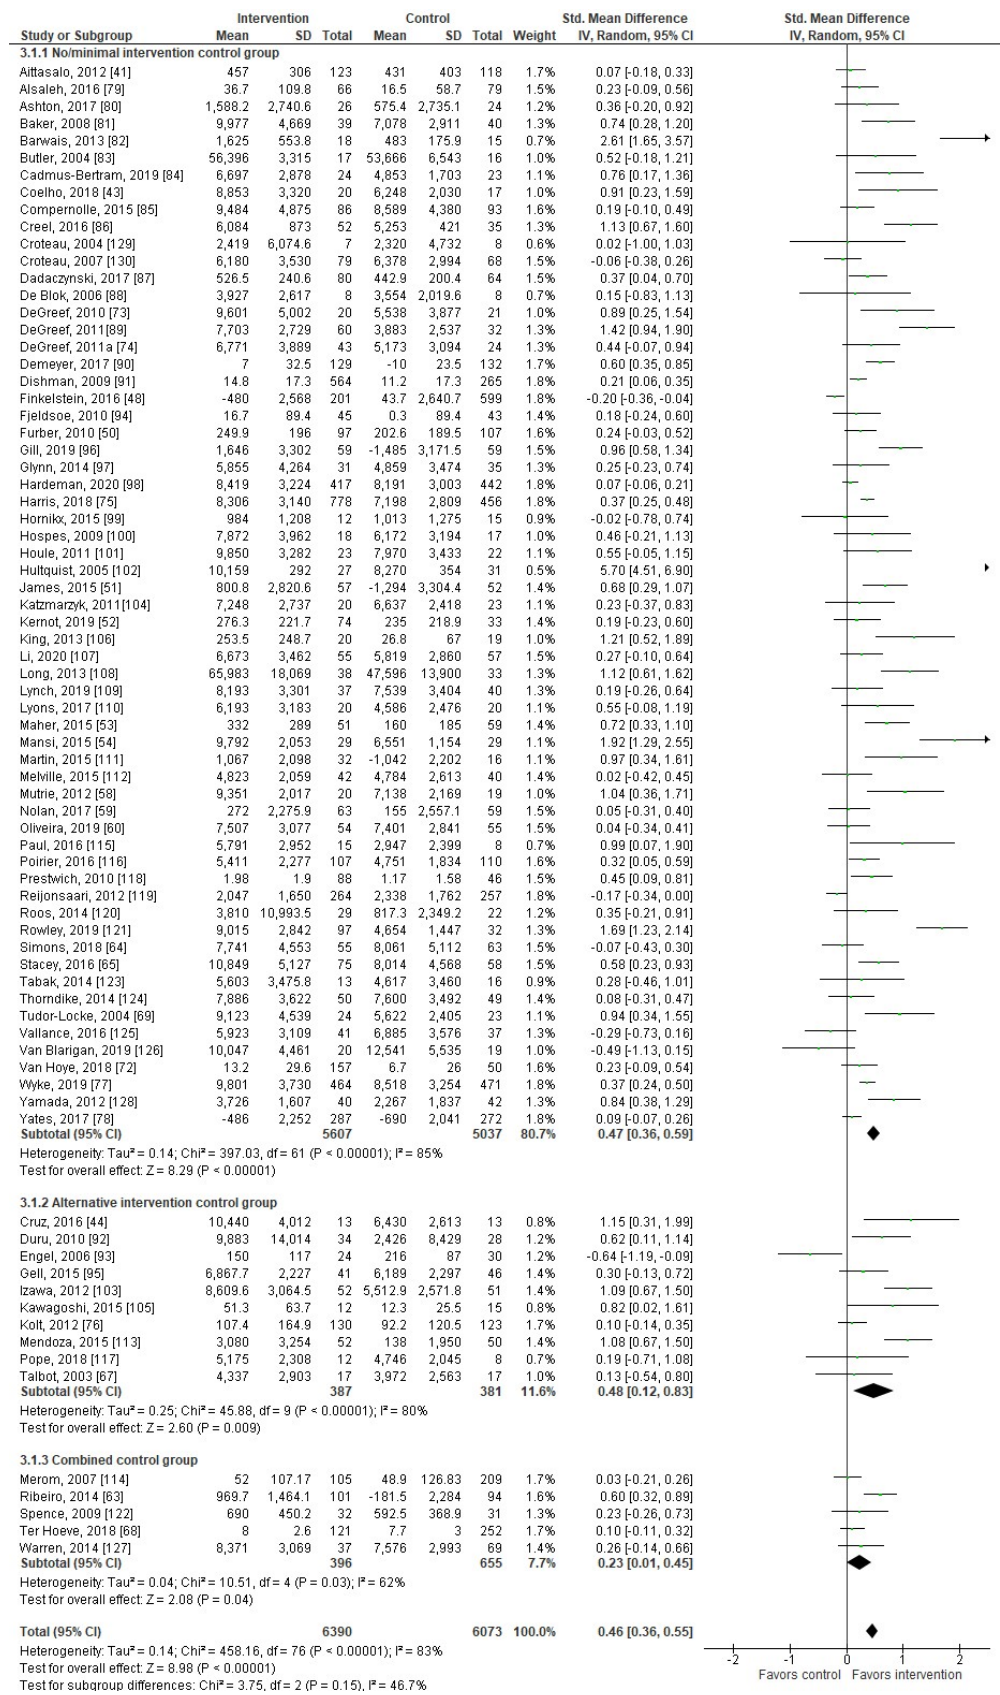 Intervention Control Std. Mean Difference Std. Mean Difference
Study or Subgroup Mean SD Total Mean SD Total Weight IV, Random, 95% CI IV, Random, 95% CI
3.1.1 No/minimal intervention control group
Aittasalo, 2012 [41] 457 306 123 431 403 118 1.7% 0.07 [-0.18, 0.33]
Alsaleh, 2016 [79] 36.7 109.8 66 16.5 58.7 79 1.5% 0.23 [-0.09, 0.56]
Ashton, 2017 [80] 1,588.2 2,740.6 26 575.4 2,735.1 24 1.2% 0.36 [-0.20, 0.92]
Baker, 2008 [81] 9,977 4,669 39 7,078 2,911 40 1.3% 0.74 [0.28, 1.20]
Barwais, 2013 [82] 1,625 553.8 18 483 175.9 15 0.7% 2.61 [1.65, 3.57]
Butler, 2004 [83] 56,396 3,315 17 53,666 6,543 16 1.0% 0.52 [-0.18, 1.21]
Cadmus-Bertram, 2019 [84] 6,697 2,878 24 4,853 1,703 23 1.1% 0.76 [0.17, 1.36]
Coelho, 2018 [43] 8,853 3,320 20 6,248 2,030 17 1.0% 0.91 [0.23, 1.59]
Compernolle, 2015 [85] 9,484 4,875 86 8,589 4,380 93 1.6% 0.19 [-0.10, 0.49]
Creel, 2016 [86] 6,084 873 52 5,253 421 35 1.3% 1.13 [0.67, 1.60]
Croteau, 2004 [129] 2,419 6,074.6 7 2,320 4,732 8 0.6% 0.02 [-1.00, 1.03]
Croteau, 2007 [130] 6,180 3,530 79 6,378 2,994 68 1.6% -0.06 [-0.38, 0.26]
Dadaczynski, 2017 [87] 526.5 240.6 80 442.9 200.4 64 1.5% 0.37 [0.04, 0.70]
De Blok, 2006 [88] 3,927 2,617 8 3,554 2,019.6 8 0.7% 0.15 [-0.83, 1.13]
DeGreef, 2010 [73] 9,601 5,002 20 5,538 3,877 21 1.0% 0.89 [0.25, 1.54]
DeGreef, 2011[89] 7,703 2,729 60 3,883 2,537 32 1.3% 1.42 [0.94, 1.90]
DeGreef, 2011a [74] 6,771 3,889 43 5,173 3,094 24 1.2% 0.44 [-0.07, 0.94]
Demeyer, 2017 [90] 7 32.5 129 -10 23.5 132 1.7% 0.60 [0.35, 0.85]
Dishman, 2009 [91] 14.8 17.3 564 11.2 17.3 265 1.8% 0.21 [0.06, 0.35]
Finkelstein, 2016 [48] -480 2,568 201 43.7 2,640.7 599 1.8% -0.20 [-0.36, -0.04]
Fjeldsoe, 2010 [94] 16.7 89.4 45 0.3 89.4 43 1.4% 0.18 [-0.24, 0.60]
Furber, 2010 [50] 249.9 196 97 202.6 189.5 107 1.6% 0.24 [-0.03, 0.52]
Gill, 2019 [96] 1,646 3,302 59 -1,485 3,171.5 59 1.4% 0.96 [0.58, 1.34]
Glynn, 2014 [97] 5,855 4,264 31 4,859 3,474 35 1.3% 0.25 [-0.23, 0.74]
Hardeman, 2020 [98] 8,419 3,224 417 8,191 3,003 442 1.8% 0.07 [-0.06, 0.21]
Harris, 2018 [75] 8,306 3,140 778 7,198 2,809 456 1.8% 0.37 [0.25, 0.48]
Hornikx, 2015 [99] 984 1,208 12 1,013 1,275 15 0.9% -0.02 [-0.78, 0.74]
Hospes, 2009 [100] 7,872 3,962 18 6,172 3,194 17 1.0% 0.46 [-0.21, 1.13]
Houle, 2011 [101] 9,850 3,282 23 7,970 3,433 22 1.1% 0.55 [-0.05, 1.15]
Hultquist, 2005 [102] 10,159 292 27 8,270 354 31 0.5% 5.70 [4.51, 6.90]
James, 2015 [51] 800.8 2,820.6 57 -1,294 3,304.4 52 1.4% 0.68 [0.29, 1.07]
Katzmarzyk, 2011[104] 7,248 2,737 20 6,637 2,418 23 1.1% 0.23 [-0.37, 0.83]
Kernot, 2019 [52] 276.3 221.7 74 235 218.9 33 1.4% 0.19 [-0.23, 0.60]
King, 2013 [106] 253.5 248.7 20 26.8 67 19 1.0% 1.21 [0.52, 1.89]
Li, 2020 [107] 6,673 3,462 55 5,819 2,860 57 1.5% 0.27 [-0.10, 0.64]
Long, 2013 [108] 65,983 18,069 38 47,596 13,900 33 1.2% 1.12 [0.61, 1.62]
Lynch, 2019 [109] 8,193 3,301 37 7,539 3,404 40 1.3% 0.19 [-0.26, 0.64]
Lyons, 2017 [110] 6,193 3,183 20 4,586 2,476 20 1.1% 0.55 [-0.08, 1.19]
Maher, 2015 [53] 332 289 51 160 185 59 1.4% 0.72 [0.33, 1.10]
Mansi, 2015 [54] 9,792 2,053 29 6,551 1,154 29 1.1% 1.92 [1.29, 2.55]
Martin, 2015 [111] 1,067 2,098 32 -1,042 2,202 16 1.1% 0.97 [0.34, 1.61]
Melville, 2015 [112] 4,823 2,059 42 4,784 2,613 40 1.3% 0.02 [-0.42, 0.45]
Mutrie, 2012 [58] 9,351 2,017 20 7,138 2,169 19 1.0% 1.04 [0.36, 1.71]
Nolan, 2017 [59] 272 2,275.9 63 155 2,557.1 59 1.5% 0.05 [-0.31, 0.40]
Oliveira, 2019 [60] 7,507 3,077 54 7,401 2,841 55 1.5% 0.04 [-0.34, 0.41]
Paul, 2016 [115] 5,791 2,952 15 2,947 2,399 8 0.7% 0.99 [0.07, 1.90]
Poirier, 2016 [116] 5,411 2,277 107 4,751 1,834 110 1.6% 0.32 [0.05, 0.59]
Prestwich, 2010 [118] 1.98 1.9 88 1.17 1.58 46 1.5% 0.45 [0.09, 0.81]
Reijonsaari, 2012 [119] 2,047 1,650 264 2,338 1,762 257 1.8% -0.17 [-0.34, 0.00]
Roos, 2014 [120] 3,810 10,993.5 29 817.3 2,349.2 22 1.2% 0.35 [-0.21, 0.91]
Rowley, 2019 [121] 9,015 2,842 97 4,654 1,447 32 1.3% 1.69 [1.23, 2.14]
Simons, 2018 [64] 7,741 4,553 55 8,061 5,112 63 1.5% -0.07 [-0.43, 0.30]
Stacey, 2016 [65] 10,849 5,127 75 8,014 4,568 58 1.5% 0.58 [0.23, 0.93]
Tabak, 2014 [123] 5,603 3,475.8 13 4,617 3,460 16 0.9% 0.28 [-0.46, 1.01]
Thorndike, 2014 [124] 7,886 3,622 50 7,600 3,492 49 1.4% 0.08 [-0.31, 0.47]
Tudor-Locke, 2004 [69] 9,123 4,539 24 5,622 2,405 23 1.1% 0.94 [0.34, 1.55]
Vallance, 2016 [125] 5,923 3,109 41 6,885 3,576 37 1.3% -0.29 [-0.73, 0.16]
Van Blarigan, 2019 [126] 10,047 4,461 20 12,541 5,535 19 1.0% -0.49 [-1.13, 0.15]
Van Hoye, 2018 [72] 13.2 29.6 157 6.7 26 50 1.6% 0.23 [-0.09, 0.54]
Wyke, 2019 [77] 9,801 3,730 464 8,518 3,254 471 1.8% 0.37 [0.24, 0.50]
Yamada, 2012 [128] 3,726 1,607 40 2,267 1,837 42 1.3% 0.84 [0.38, 1.29]
Yates, 2017 [78] -486 2,252 287 -690 2,041 272 1.8% 0.09 [-0.07, 0.26]
Subtotal (95% CI) 5607 5037 80.7% 0.47 [0.36, 0.59]
Heterogeneity: Tau² = 0.14; Chi² = 397.03, df = 61 (P < 0.00001); I² = 85%
Test for overall effect: Z = 8.29 (P < 0.00001)
3.1.2 Alternative intervention control group
Cruz, 2016 [44] 10,440 4,012 13 6,430 2,613 13 0.8% 1.15 [0.31, 1.99]
Duru, 2010 [92] 9,883 14,014 34 2,426 8,429 28 1.2% 0.62 [0.11, 1.14]
Engel, 2006 [93] 150 117 24 216 87 30 1.2% -0.64 [-1.19, -0.09]
Gell, 2015 [95] 6,867.7 2,227 41 6,189 2,297 46 1.4% 0.30 [-0.13, 0.72]
Izawa, 2012 [103] 8,609.6 3,064.5 52 5,512.9 2,571.8 51 1.4% 1.09 [0.67, 1.50]
Kawagoshi, 2015 [105] 51.3 63.7 12 12.3 25.5 15 0.8% 0.82 [0.02, 1.61]
Kolt, 2012 [76] 107.4 164.9 130 92.2 120.5 123 1.7% 0.10 [-0.14, 0.35]
Mendoza, 2015 [113] 3,080 3,254 52 138 1,950 50 1.4% 1.08 [0.67, 1.50]
Pope, 2018 [117] 5,175 2,308 12 4,746 2,045 8 0.7% 0.19 [-0.71, 1.08]
Talbot, 2003 [67] 4,337 2,903 17 3,972 2,563 17 1.0% 0.13 [-0.54, 0.80]
Subtotal (95% CI) 387 381 11.6% 0.48 [0.12, 0.83]
Heterogeneity: Tau² = 0.25; Chi² = 45.88, df = 9 (P < 0.00001); I² = 80%
Test for overall effect: Z = 2.60 (P = 0.009)
3.1.3 Combined control group
Merom, 2007 [114] 52 107.17 105 48.9 126.83 209 1.7% 0.03 [-0.21, 0.26]
Ribeiro, 2014 [63] 969.7 1,464.1 101 -181.5 2,284 94 1.6% 0.60 [0.32, 0.89]
Spence, 2009 [122] 690 450.2 32 592.5 368.9 31 1.2% 0.23 [-0.26, 0.73]
Ter Hoeve, 2018 [68] 8 2.6 121 7.7 3 252 1.7% 0.10 [-0.11, 0.32]
Warren, 2014 [127] 8,371 3,069 37 7,576 2,993 69 1.4% 0.26 [-0.14, 0.66]
Subtotal (95% CI) 396 655 7.7% 0.23 [0.01, 0.45]
Heterogeneity: Tau² = 0.04; Chi² = 10.51, df = 4 (P = 0.03); I² = 62%
Test for overall effect: Z = 2.08 (P = 0.04)
Total (95% CI) 6390 6073 100.0% 0.46 [0.36, 0.55]
Heterogeneity: Tau² = 0.14; Chi² = 458.16, df = 76 (P < 0.00001); I² = 83%
Test for overall effect: Z = 8.98 (P < 0.00001)
Test for subgroup differences: Chi² = 3.75, df = 2 (P = 0.15), I² = 46.7%
-2 -1 0 1 2
Favors control Favors intervention